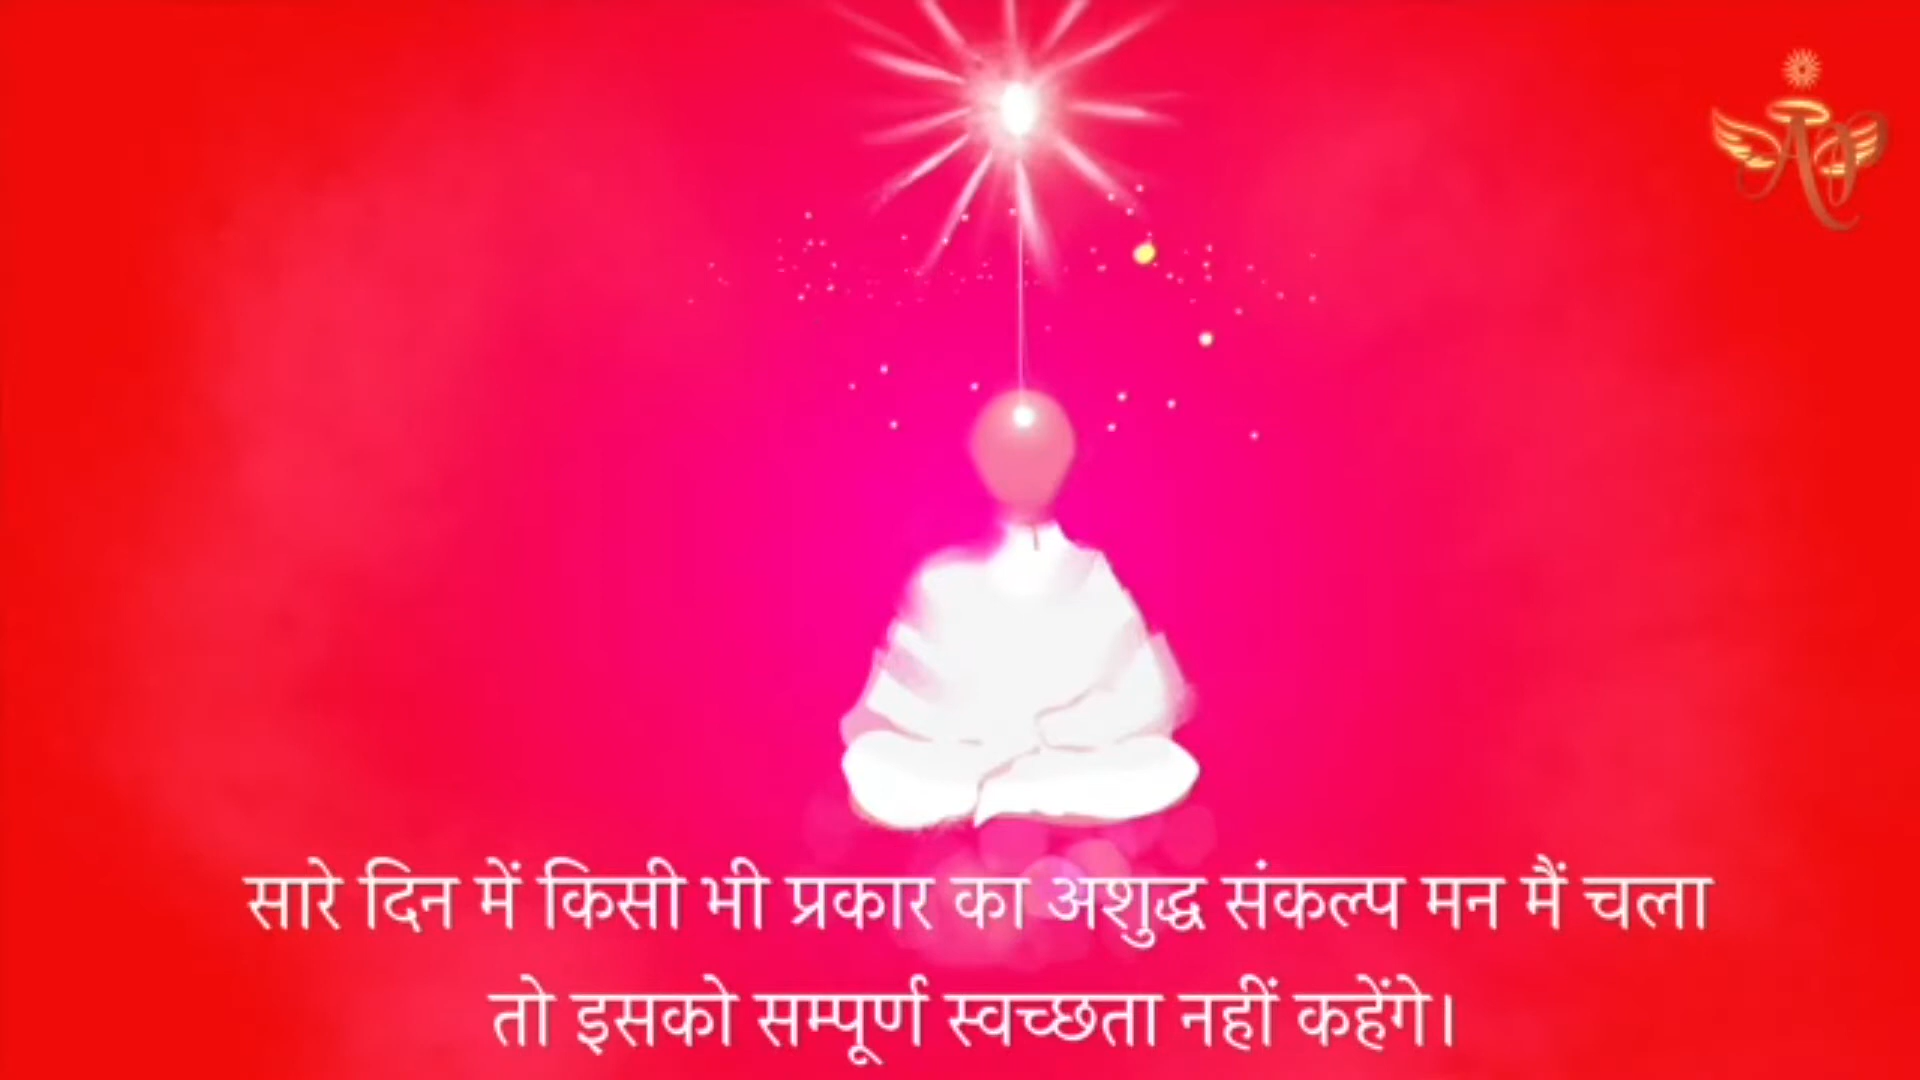 सारे दिन में किसी भी प्रकार का अशुद्ध संकल्प मन मैं चला
तो इसको सम्पूर्ण स्वच्छता नहीं कहेंगे।